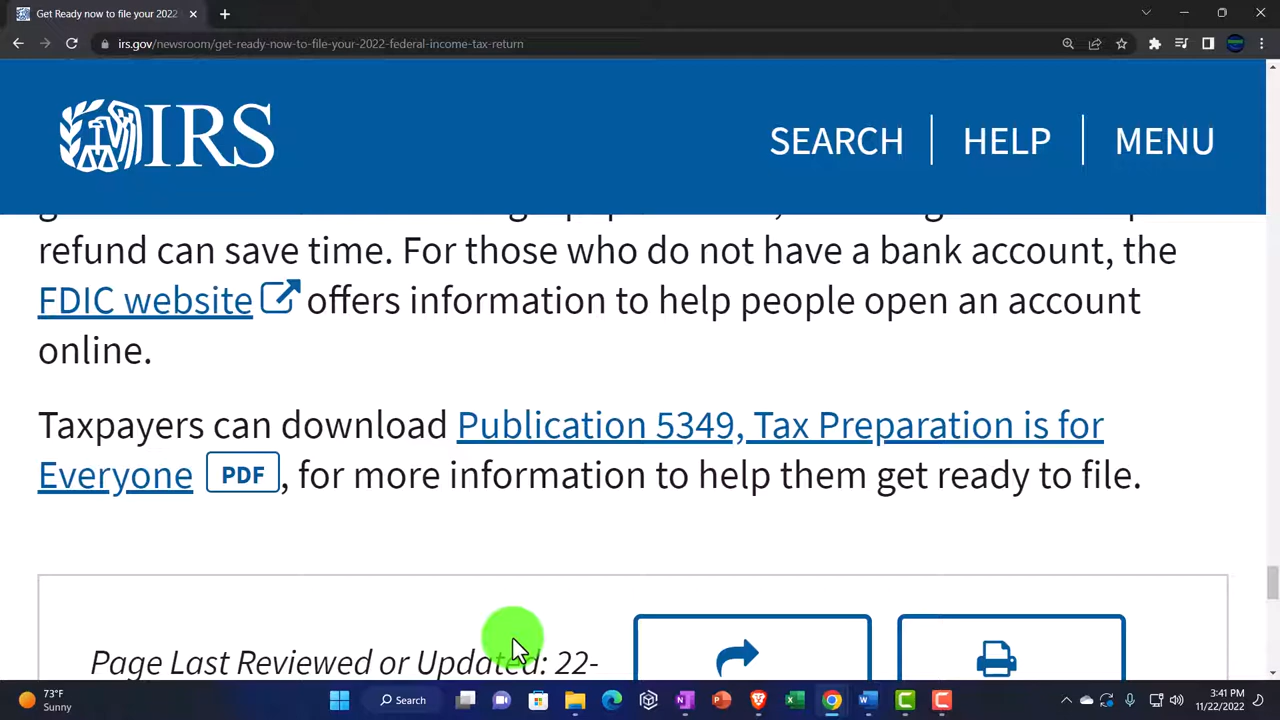 Get Ready now to file your 2022
irs.gov/newsroom/get-ready-now-to-file-your-2022-federal-income-tax-return
IRS
SEARCH
HELP
MENU
refund can save time. For those who do not have a bank account, the
FDIC website offers information to help people open an account
online.
Taxpayers can download Publication 5349, Tax Preparation is for
Everyone PDF, for more information to help them get ready to file.
Page Last Reviewed or Updated: 22-
73°F
Sunny
Search
3:41 PM
11/22/2022